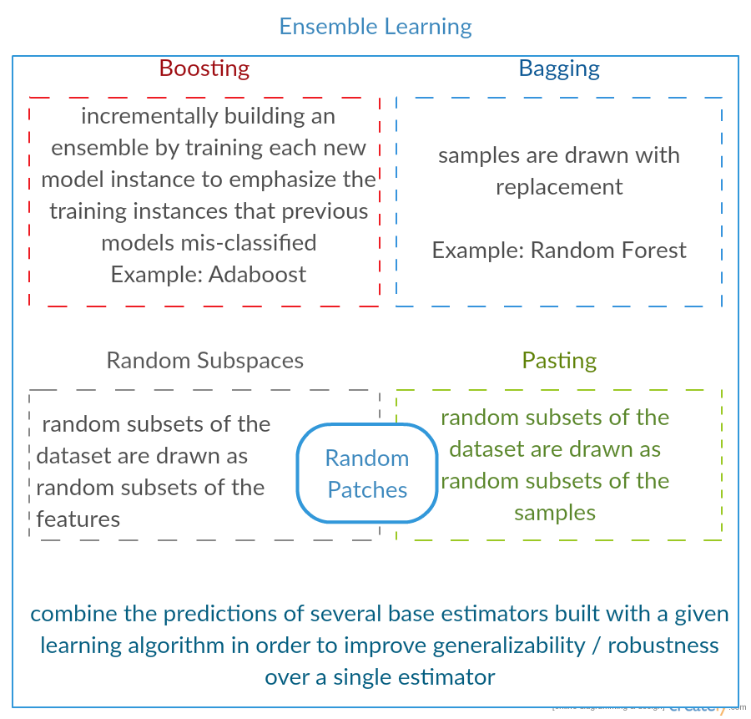 Ensemble Learning
Boosting
incrementally building an
ensemble by training each new
model instance to emphasize the
training instances that previous
models mis-classified
Example: Adaboost
Bagging
samples are drawn with
replacement
Example: Random Forest
Random Subspaces
random subsets of the
dataset are drawn as
random subsets of the
features
Random
Patches
Pasting
random subsets of the
dataset are drawn as
random subsets of the
samples
combine the predictions of several base estimators built with a given
learning algorithm in order to improve generalizability / robustness
over a single estimator